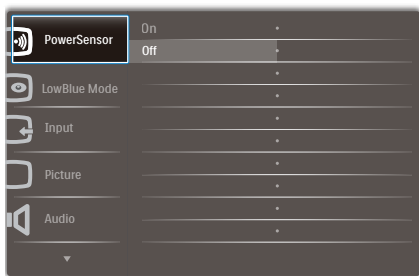 PowerSensor
On
Off
LowBlue Mode
Input
Picture
Audio